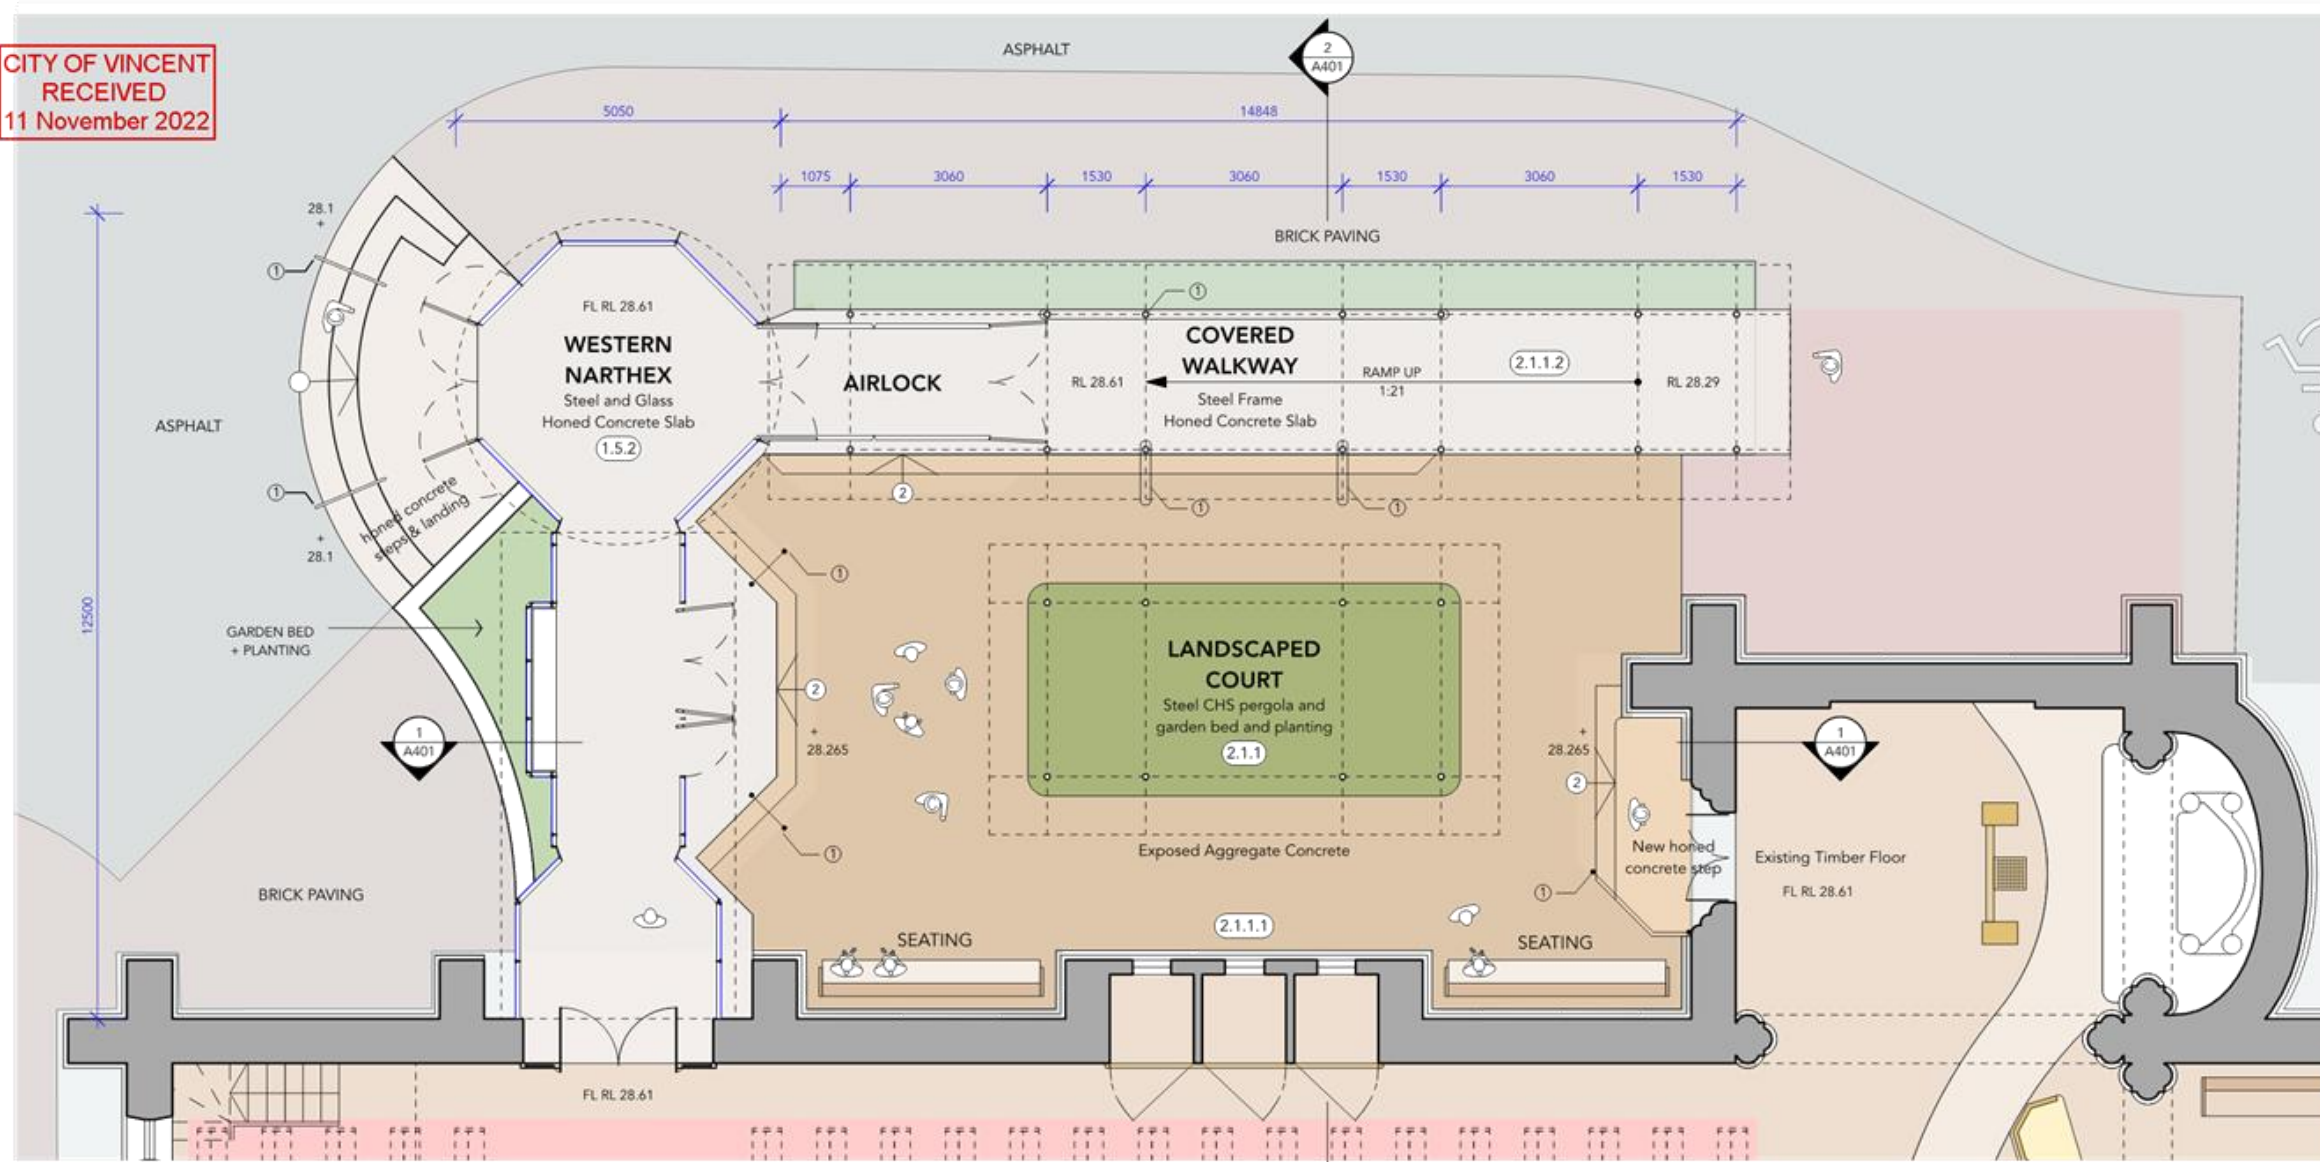 CITY OF VINCENT
RECEIVED
11 November 2022
ASPHALT
2
A401
5050
14848
1075
3060
1530
3060
1530
3060
1530
28.1
BRICK PAVING
1
1
FL RL 28.61
WESTERN
NARTHEX
Steel and Glass
Honed Concrete Slab
1.5.2
AIRLOCK
COVERED
WALKWAY
Steel Frame
Honed Concrete Slab
RL 28.61
RAMP UP
1:21
2.1.1.2
RL 28.29
ASPHALT
1
honed concrete
steps & landing
28.1
2
1
1
1
12500
GARDEN BED
+ PLANTING
LANDSCAPED
COURT
Steel CHS pergola and
garden bed and planting
2.1.1
2
28.265
28.265
2
1
A401
1
A401
1
Exposed Aggregate Concrete
New honed
concrete step
Existing Timber Floor
FL RL 28.61
1
BRICK PAVING
2.1.1.1
SEATING
SEATING
FL RL 28.61